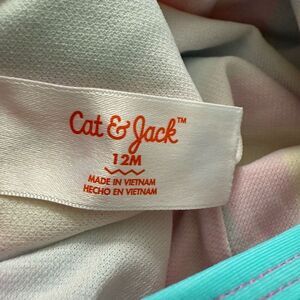 Cat & Jack™
12M
MADE IN VIETNAM
HECHO EN VIETNAM